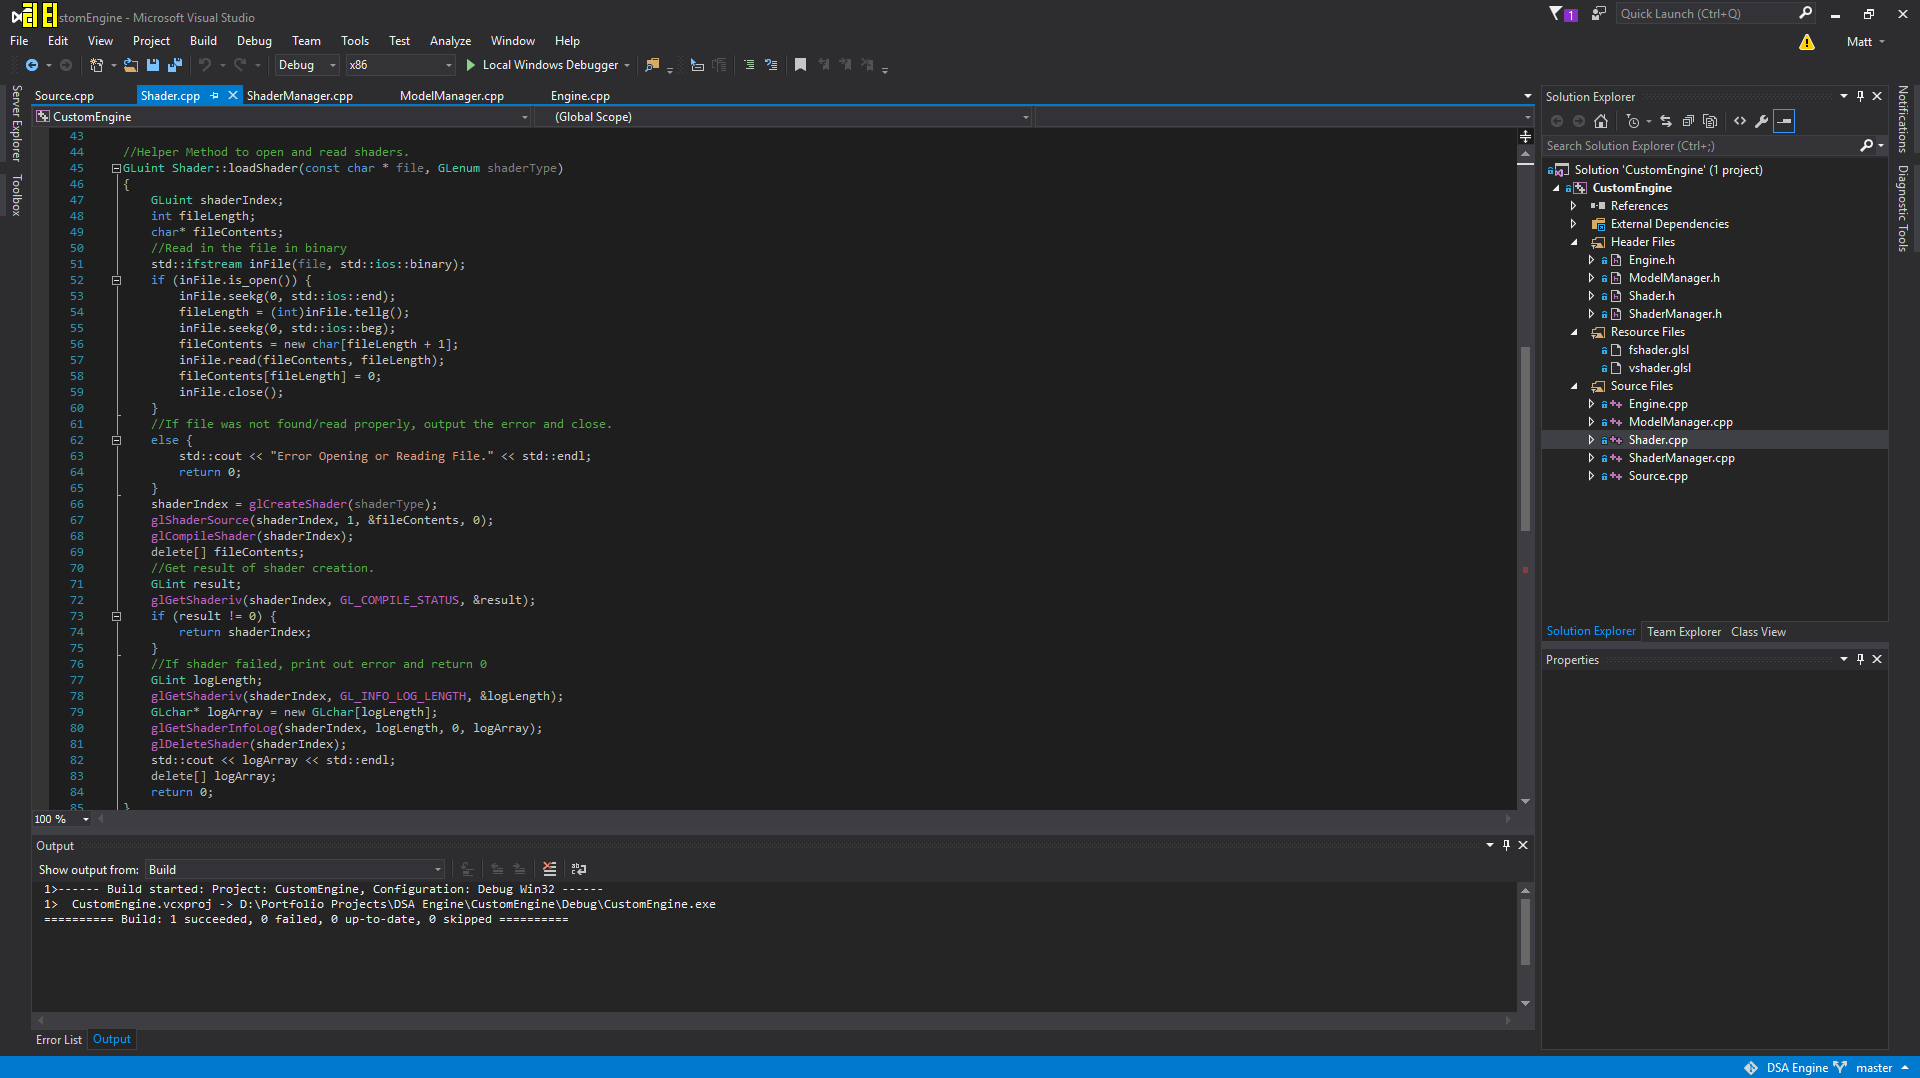 stomEngine - Microsoft Visual Studio
1
Quick Launch (Ctrl+Q)
File Edit View Project Build Debug Team Tools Test Analyze Window Help
Matt
Debug x86 Local Windows Debugger
Server Explorer
Toolbox
Source.cpp Shader.cpp ShaderManager.cpp ModelManager.cpp Engine.cpp
CustomEngine (Global Scope)
43
44 //Helper Method to open and read shaders.
45 GLuint Shader::loadShader(const char * file, GLenum shaderType)
46 {
47 GLuint shaderIndex;
48 int fileLength;
49 char* fileContents;
50 //Read in the file in binary
51 std::ifstream inFile(file, std::ios::binary);
52 if (inFile.is_open()) {
53 inFile.seekg(0, std::ios::end);
54 fileLength = (int)inFile.tellg();
55 inFile.seekg(0, std::ios::beg);
56 fileContents = new char[fileLength + 1];
57 inFile.read(fileContents, fileLength);
58 fileContents[fileLength] = 0;
59 inFile.close();
60 }
61 //If file was not found/read properly, output the error and close.
62 else {
63 std::cout << "Error Opening or Reading File." << std::endl;
64 return 0;
65 }
66 shaderIndex = glCreateShader(shaderType);
67 glShaderSource(shaderIndex, 1, &fileContents, 0);
68 glCompileShader(shaderIndex);
69 delete[] fileContents;
70 //Get result of shader creation.
71 GLint result;
72 glGetShaderiv(shaderIndex, GL_COMPILE_STATUS, &result);
73 if (result != 0) {
74 return shaderIndex;
75 }
76 //If shader failed, print out error and return 0
77 GLint logLength;
78 glGetShaderiv(shaderIndex, GL_INFO_LOG_LENGTH, &logLength);
79 GLchar* logArray = new GLchar[logLength];
80 glGetShaderInfoLog(shaderIndex, logLength, 0, logArray);
81 glDeleteShader(shaderIndex);
82 std::cout << logArray << std::endl;
83 delete[] logArray;
84 return 0;
85 }
100 %
Output
Show output from: Build
1>------ Build started: Project: CustomEngine, Configuration: Debug Win32 ------
1> CustomEngine.vcxproj -> D:\Portfolio Projects\DSA Engine\CustomEngine\Debug\CustomEngine.exe
========== Build: 1 succeeded, 0 failed, 0 up-to-date, 0 skipped ==========
Error List Output
Solution Explorer
Search Solution Explorer (Ctrl+;)
Solution 'CustomEngine' (1 project)
CustomEngine
References
External Dependencies
Header Files
Engine.h
ModelManager.h
Shader.h
ShaderManager.h
Resource Files
fshader.glsl
vshader.glsl
Source Files
Engine.cpp
ModelManager.cpp
Shader.cpp
ShaderManager.cpp
Source.cpp
Solution Explorer Team Explorer Class View
Properties
Notifications
Diagnostic Tools
DSA Engine master